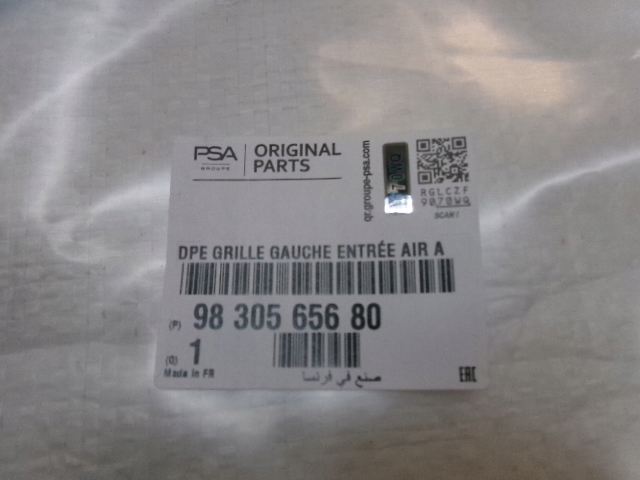 PSA
GROUPE
ORIGINAL
PARTS
qr.groupe-psa.com
RGLCZF
9070WQ
SCAN !
DPE GRILLE GAUCHE ENTRÉE AIR A
(P) 98 305 656 80
(Q) 1
Made in FR
صنع في فرنسا
EAC